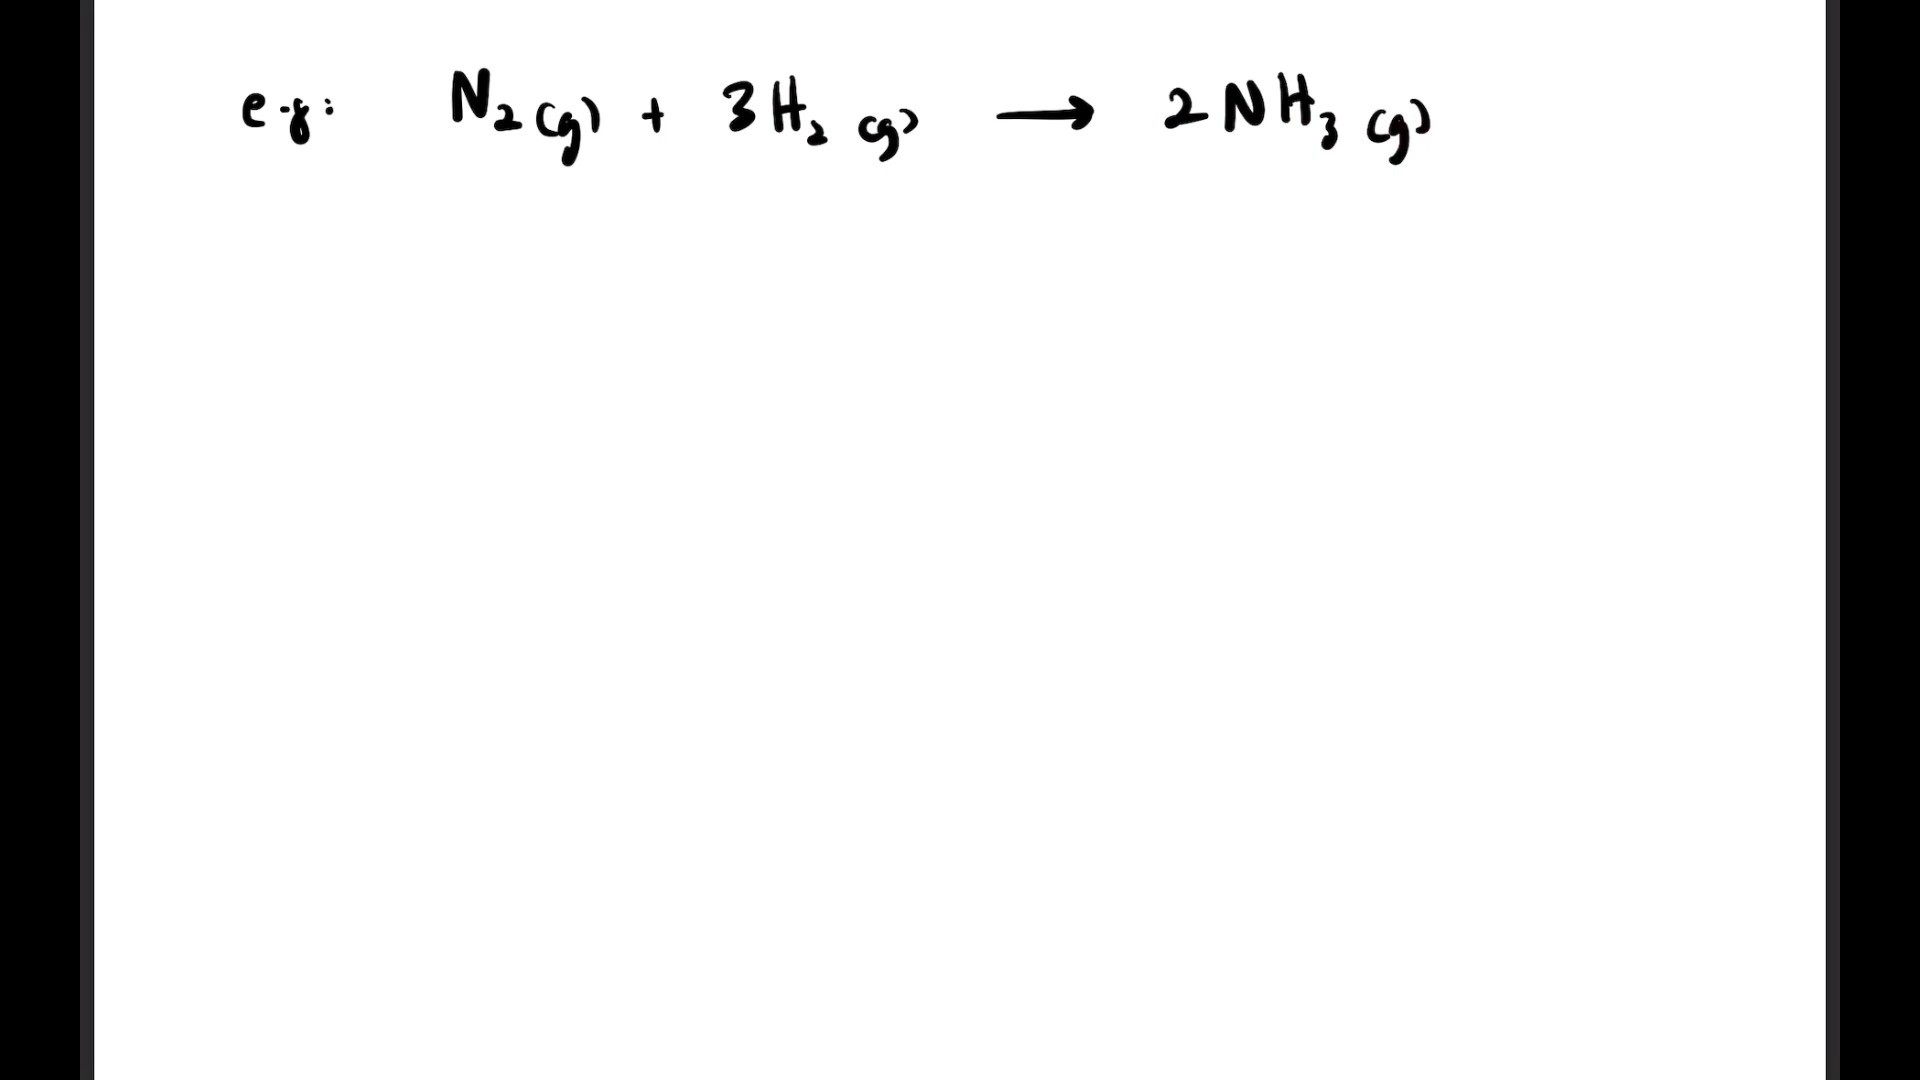 e.g: N₂(g) + 3H₂(g) → 2NH₃(g)